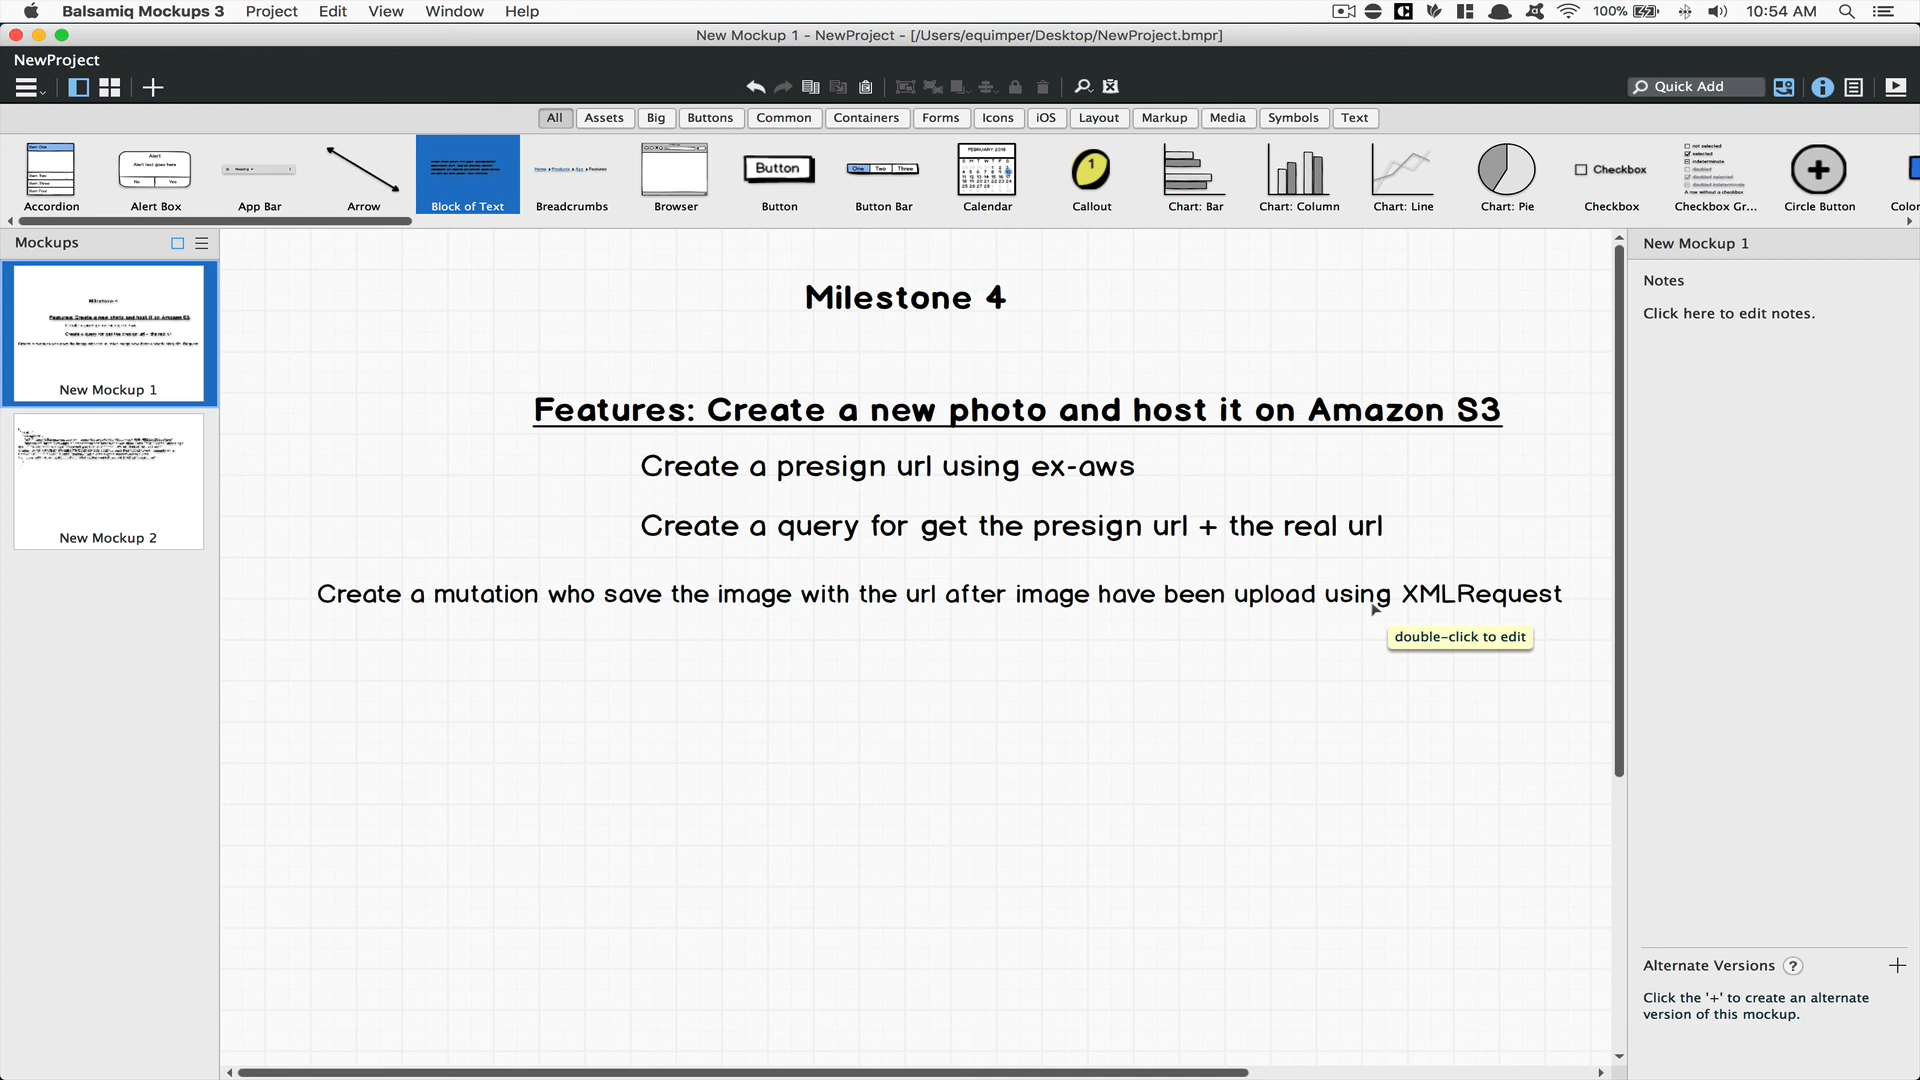 Balsamiq Mockups 3 Project Edit View Window Help 100% 10:54 AM
New Mockup 1 - NewProject - [/Users/equimper/Desktop/NewProject.bmpr]
NewProject
Quick Add
All Assets Big Buttons Common Containers Forms Icons iOS Layout Markup Media Symbols Text
Accordion Alert Box App Bar Arrow Block of Text Breadcrumbs Browser Button Button Bar Calendar Callout Chart: Bar Chart: Column Chart: Line Chart: Pie Checkbox Checkbox Gr... Circle Button Color
Button
Checkbox
Mockups
New Mockup 1
New Mockup 2
Milestone 4
Features: Create a new photo and host it on Amazon S3
Create a presign url using ex-aws
Create a query for get the presign url + the real url
Create a mutation who save the image with the url after image have been upload using XMLRequest
double-click to edit
New Mockup 1
Notes
Click here to edit notes.
Alternate Versions ?
Click the '+' to create an alternate
version of this mockup.